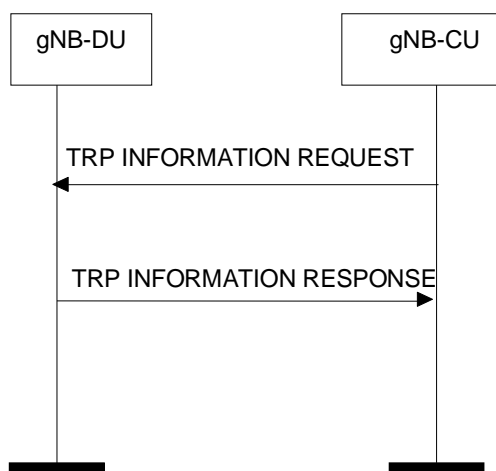 gNB-DU
gNB-CU
TRP INFORMATION REQUEST
TRP INFORMATION RESPONSE